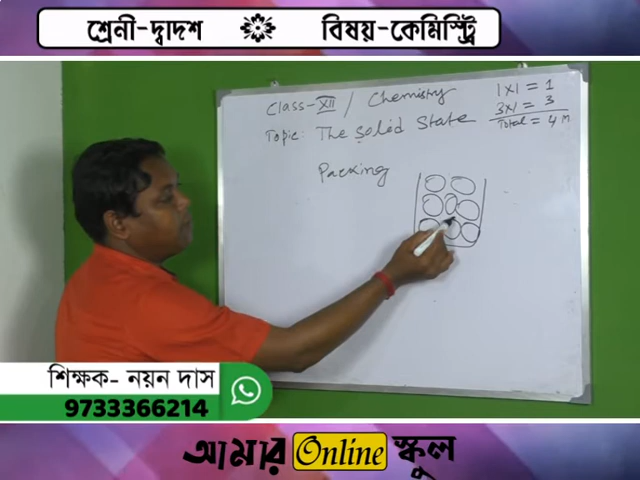 শ্রেনী-দ্বাদশ বিষয়-কেমিস্ট্রি
Class-XII / Chemistry
Topic: The Solid State
1x1 = 1
3x1 = 3
Total = 4 M
Packing
শিক্ষক- নয়ন দাস
9733366214
আমার Online স্কুল